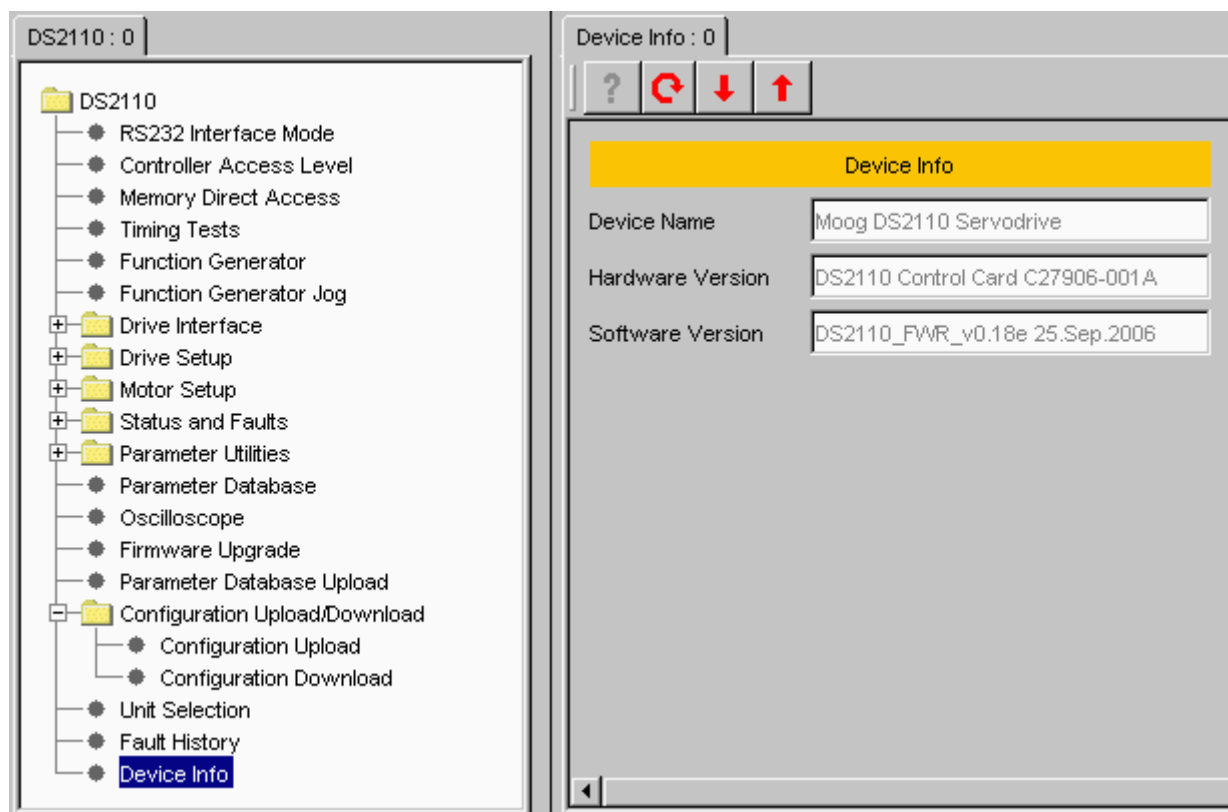 DS2110 : 0
DS2110
RS232 Interface Mode
Controller Access Level
Memory Direct Access
Timing Tests
Function Generator
Function Generator Jog
Drive Interface
Drive Setup
Motor Setup
Status and Faults
Parameter Utilities
Parameter Database
Oscilloscope
Firmware Upgrade
Parameter Database Upload
Configuration Upload/Download
Configuration Upload
Configuration Download
Unit Selection
Fault History
Device Info
Device Info : 0
?
Device Info
Device Name Moog DS2110 Servodrive
Hardware Version DS2110 Control Card C27906-001A
Software Version DS2110_FWR_v0.18e 25.Sep.2006